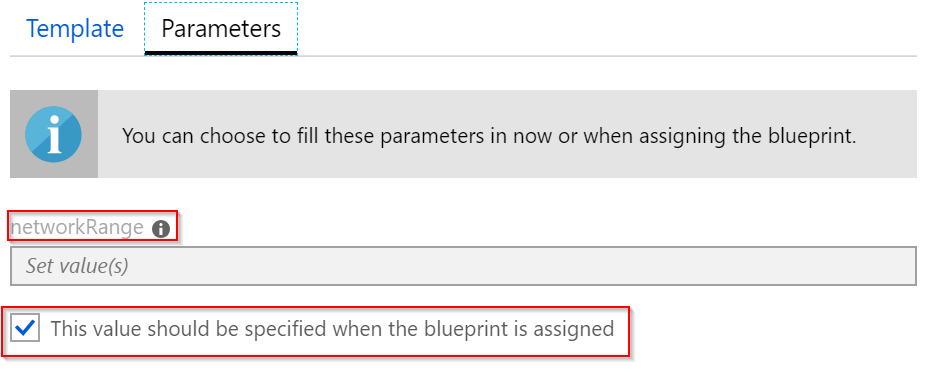 Template Parameters
You can choose to fill these parameters in now or when assigning the blueprint.
networkRange
Set value(s)
This value should be specified when the blueprint is assigned